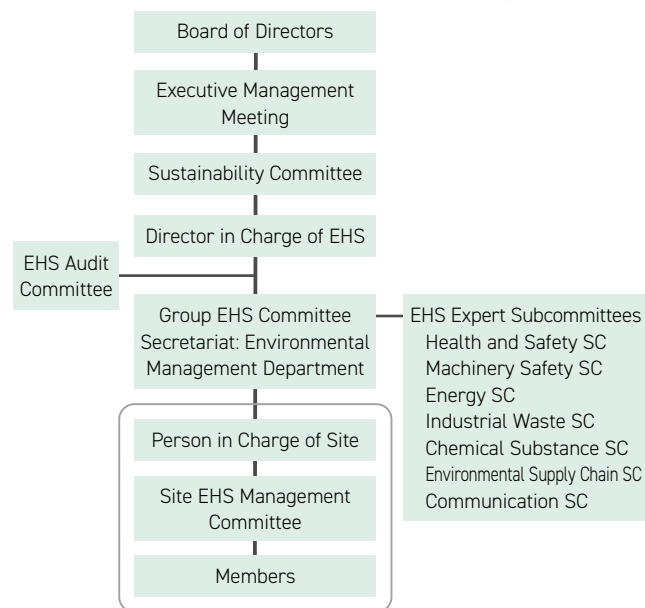 Board of Directors
Executive Management
Meeting
Sustainability Committee
Director in Charge of EHS
EHS Audit
Committee
Group EHS Committee
Secretariat: Environmental
Management Department
EHS Expert Subcommittees
Health and Safety SC
Machinery Safety SC
Energy SC
Industrial Waste SC
Chemical Substance SC
Environmental Supply Chain SC
Communication SC
Person in Charge of Site
Site EHS Management
Committee
Members